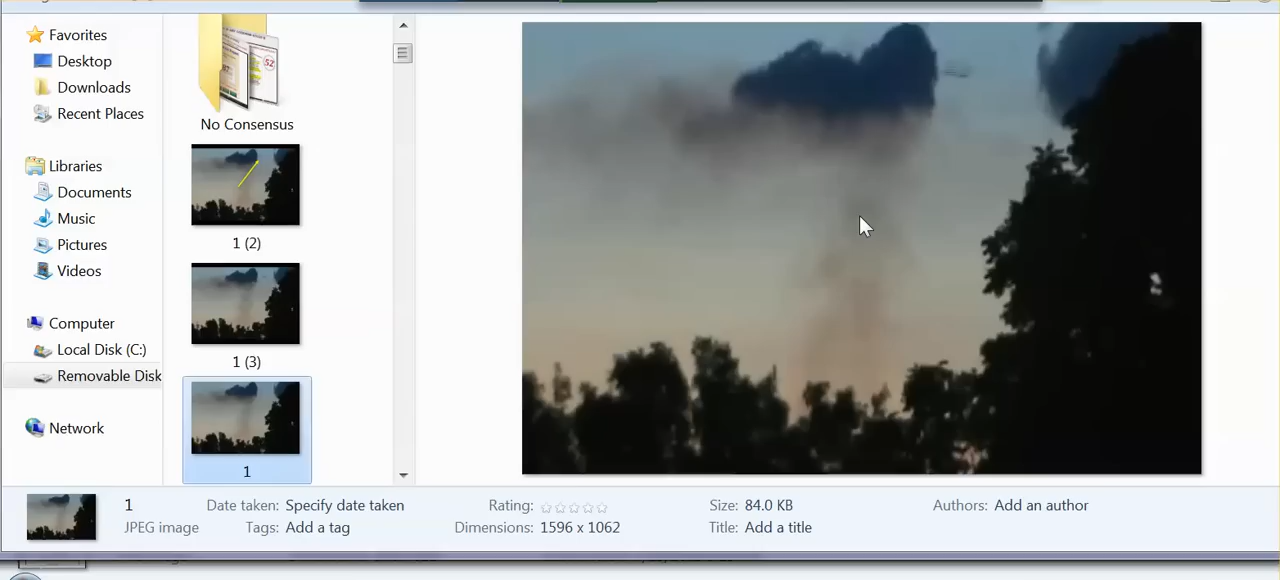 Favorites
Desktop
Downloads
Recent Places
Libraries
Documents
Music
Pictures
Videos
Computer
Local Disk (C:)
Removable Disk
Network
No Consensus
1 (2)
1 (3)
1
1
JPEG image
Date taken: Specify date taken
Tags: Add a tag
Rating:
Dimensions: 1596 x 1062
Size: 84.0 KB
Title: Add a title
Authors: Add an author